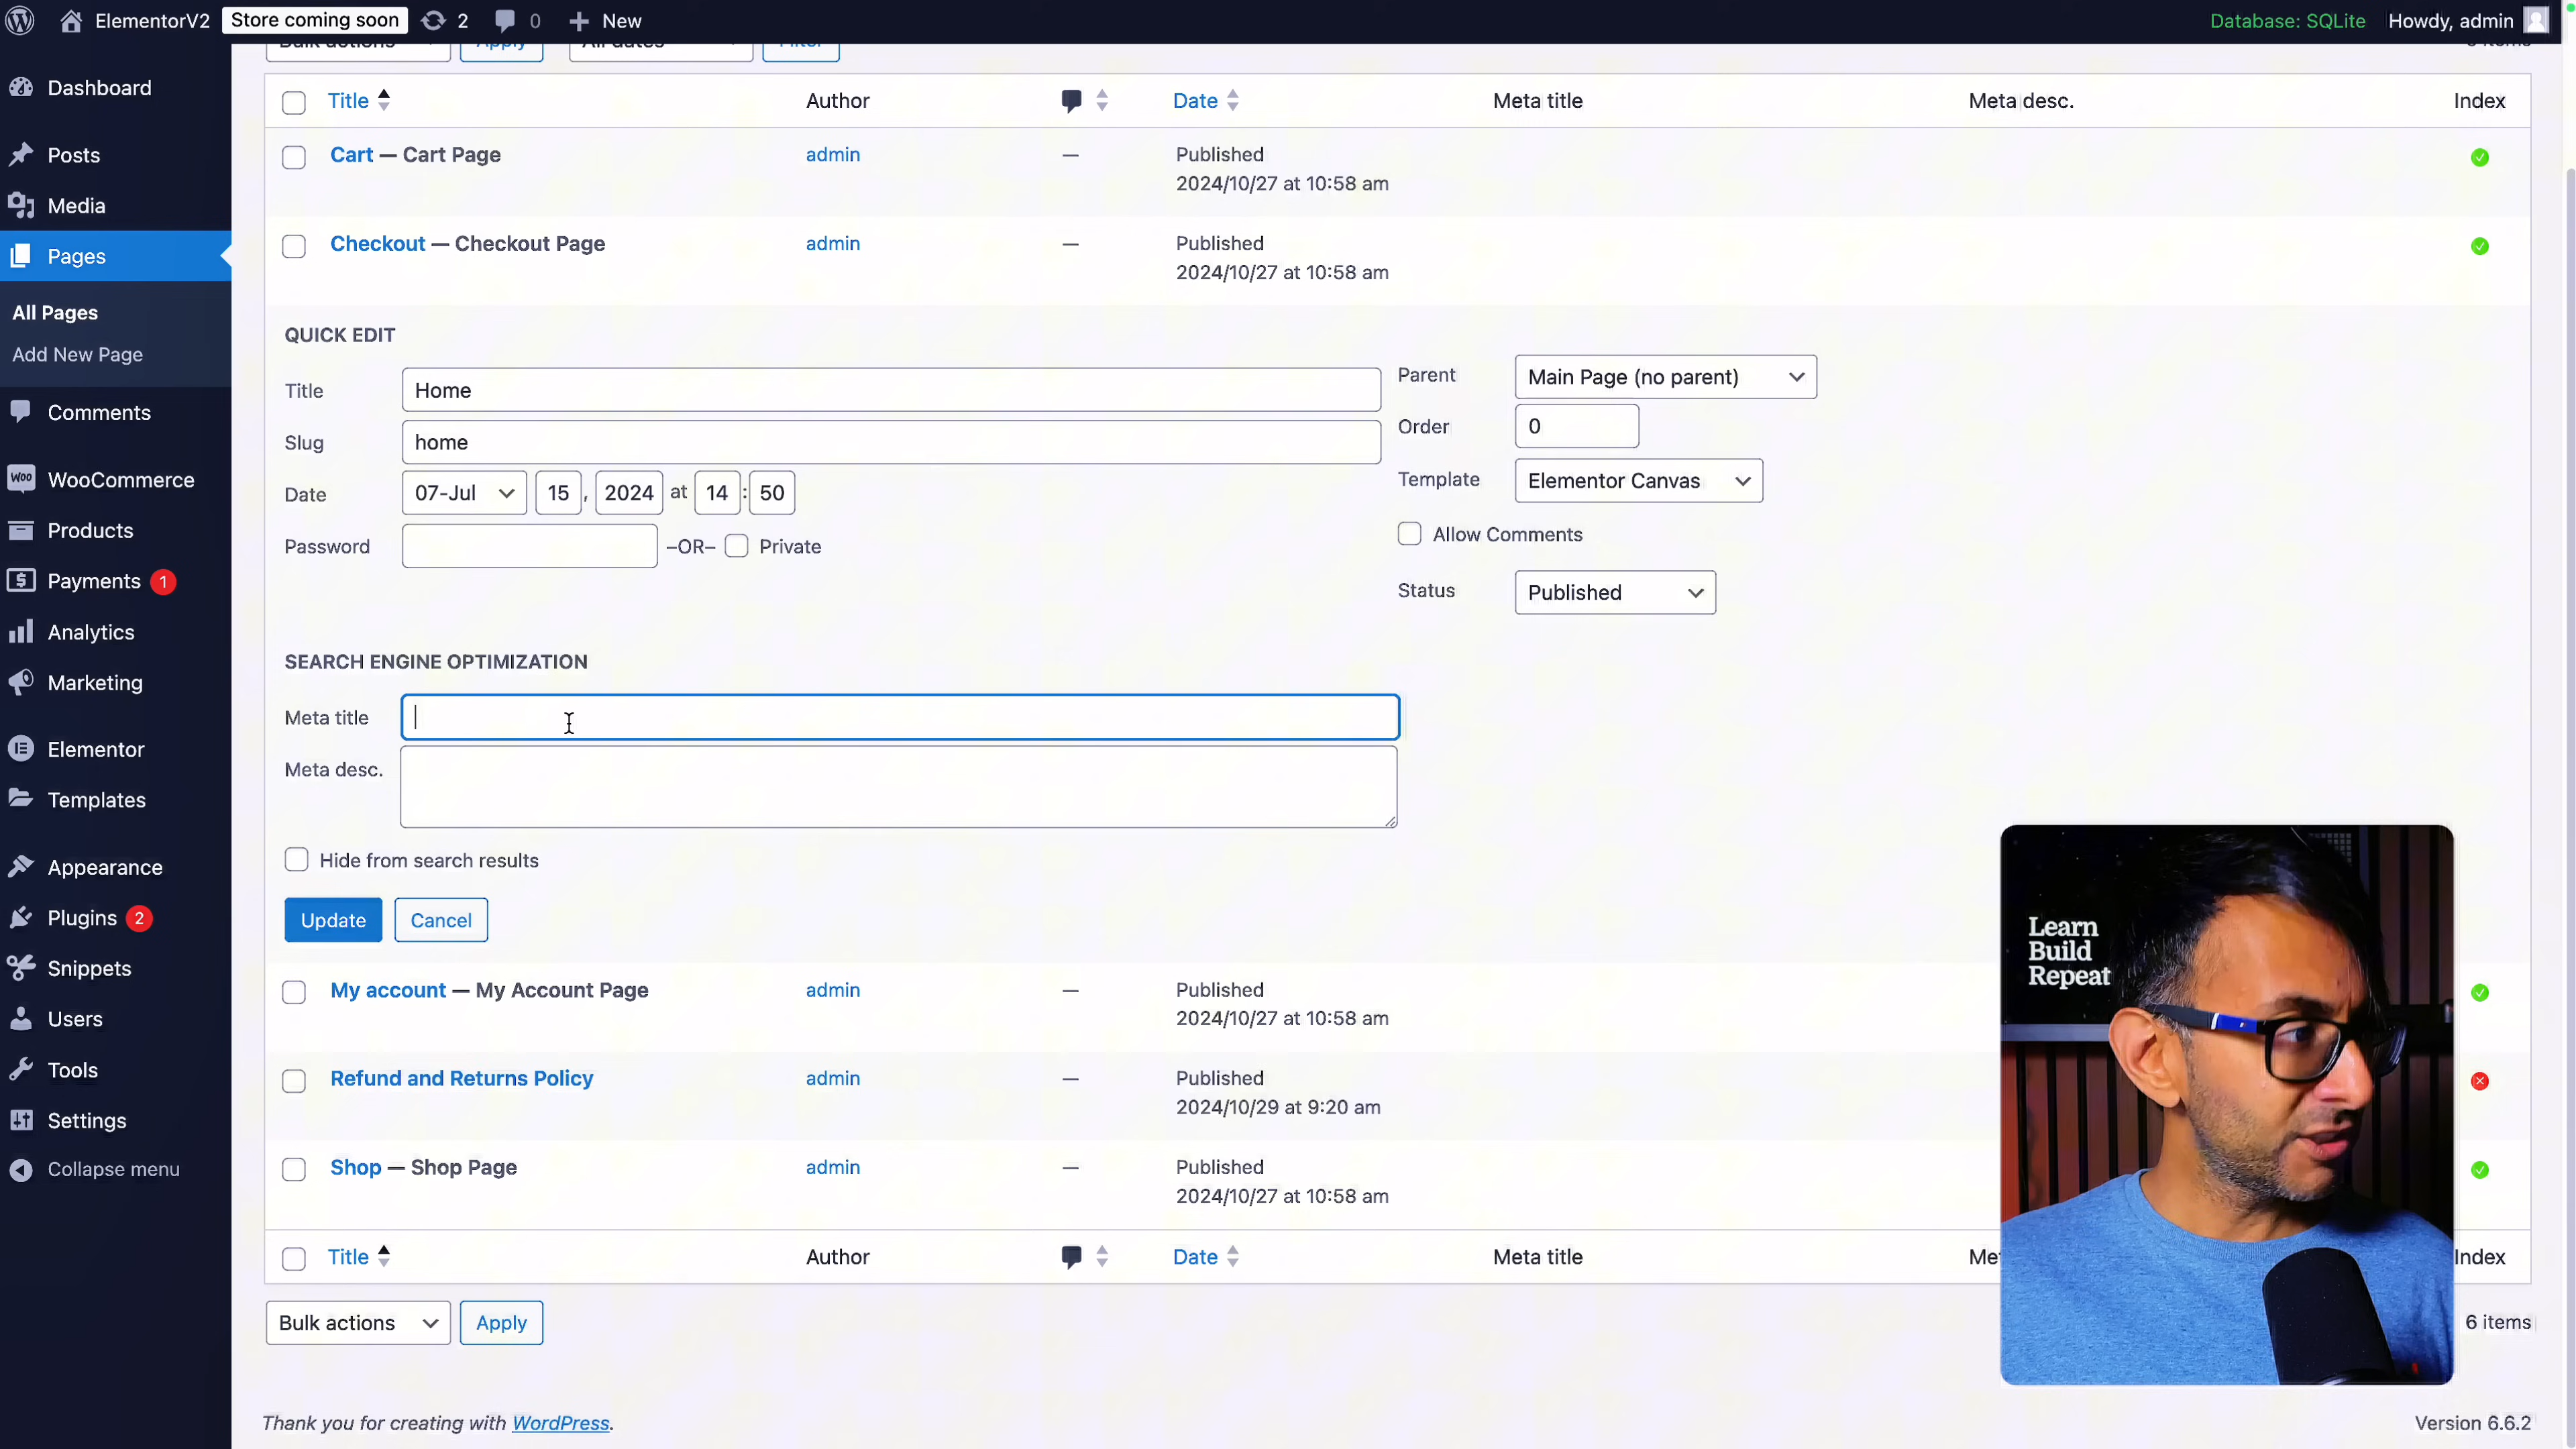 ElementorV2 Store coming soon 2 0 New Database: SQLite Howdy, admin
Bulk actions Apply All dates Filter 6 items
Dashboard
Posts
Media
Pages
All Pages
Add New Page
Comments
WooCommerce
Products
Payments 1
Analytics
Marketing
Elementor
Templates
Appearance
Plugins 2
Snippets
Users
Tools
Settings
Collapse menu
Title Author Date Meta title Meta desc. Index
Cart — Cart Page admin — Published
2024/10/27 at 10:58 am
Checkout — Checkout Page admin — Published
2024/10/27 at 10:58 am
QUICK EDIT
Title Home
Slug home
Date 07-Jul 15 , 2024 at 14 : 50
Password –OR– Private
Parent Main Page (no parent)
Order 0
Template Elementor Canvas
Allow Comments
Status Published
SEARCH ENGINE OPTIMIZATION
Meta title
Meta desc.
Hide from search results
Update Cancel
My account — My Account Page admin — Published
2024/10/27 at 10:58 am
Refund and Returns Policy admin — Published
2024/10/29 at 9:20 am
Shop — Shop Page admin — Published
2024/10/27 at 10:58 am
Title Author Date Meta title Me Index
Bulk actions Apply 6 items
Learn
Build
Repeat
Thank you for creating with WordPress. Version 6.6.2